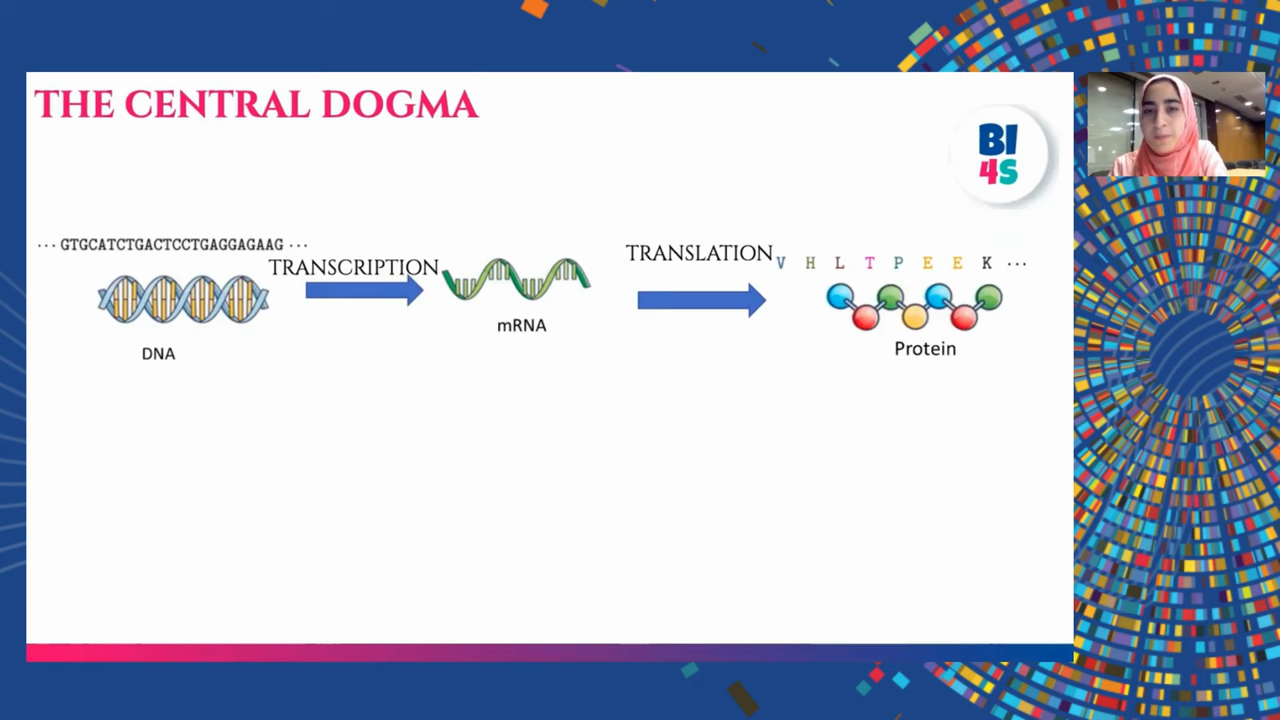 THE CENTRAL DOGMA
BI
4S
··· GTGCATCTGACTCCTGAGGAGAAG ···
TRANSCRIPTION
TRANSLATION
V H L T P E E K ···
mRNA
DNA
Protein